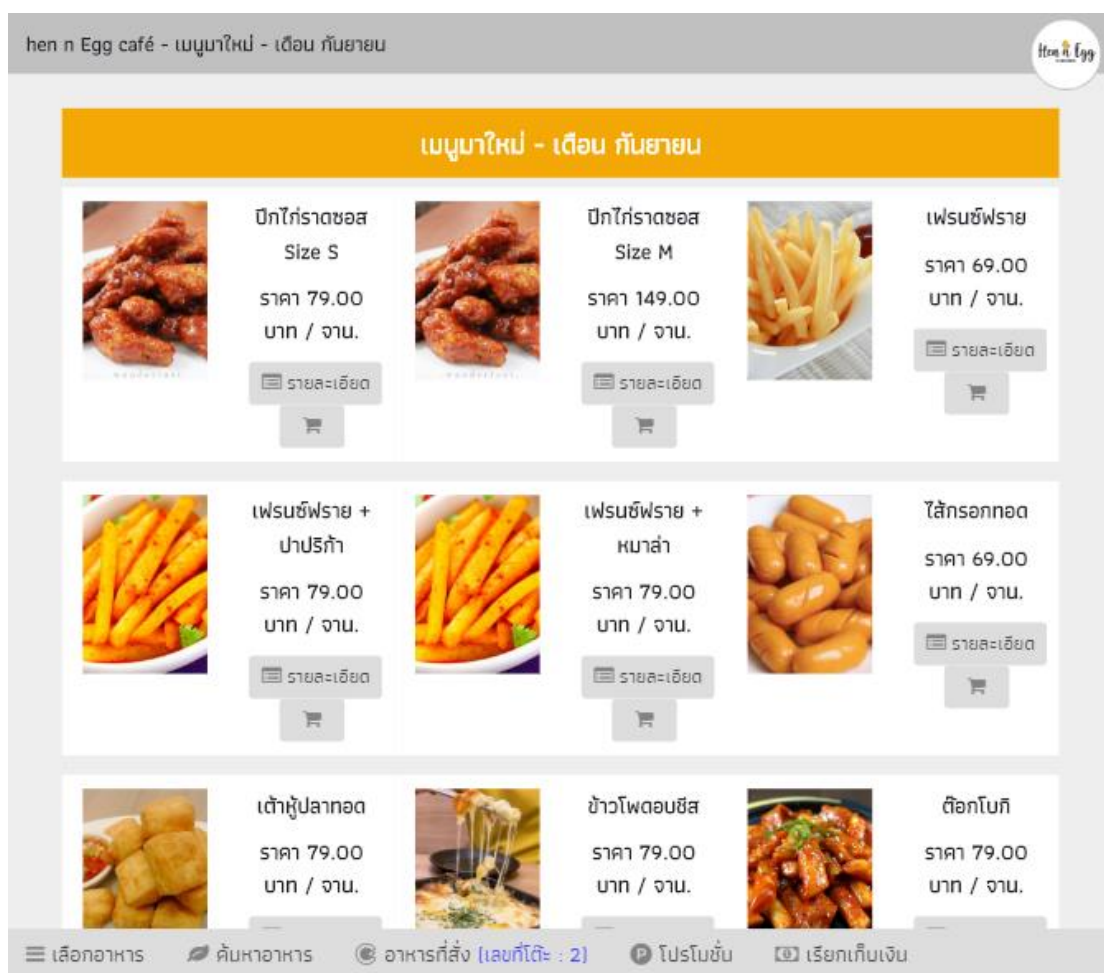 hen n Egg café - เมนูมาใหม่ - เดือน กันยายน
Hen n Egg
เมนูมาใหม่ - เดือน กันยายน
ปีกไก่ราดซอส
Size S
ราคา 79.00
บาท / จาน.
รายละเอียด
ปีกไก่ราดซอส
Size M
ราคา 149.00
บาท / จาน.
รายละเอียด
เฟรนซ์ฟราย
ราคา 69.00
บาท / จาน.
รายละเอียด
เฟรนซ์ฟราย +
ปาปริก้า
ราคา 79.00
บาท / จาน.
รายละเอียด
เฟรนซ์ฟราย +
หมาล่า
ราคา 79.00
บาท / จาน.
รายละเอียด
ไส้กรอกทอด
ราคา 69.00
บาท / จาน.
รายละเอียด
เต้าหู้ปลาทอด
ราคา 79.00
บาท / จาน.
ข้าวโพดอบชีส
ราคา 79.00
บาท / จาน.
ต๊อกโบกิ
ราคา 79.00
บาท / จาน.
เลือกอาหาร ค้นหาอาหาร อาหารที่สั่ง (เลขที่โต๊ะ : 2) โปรโมชั่น เรียกเก็บเงิน